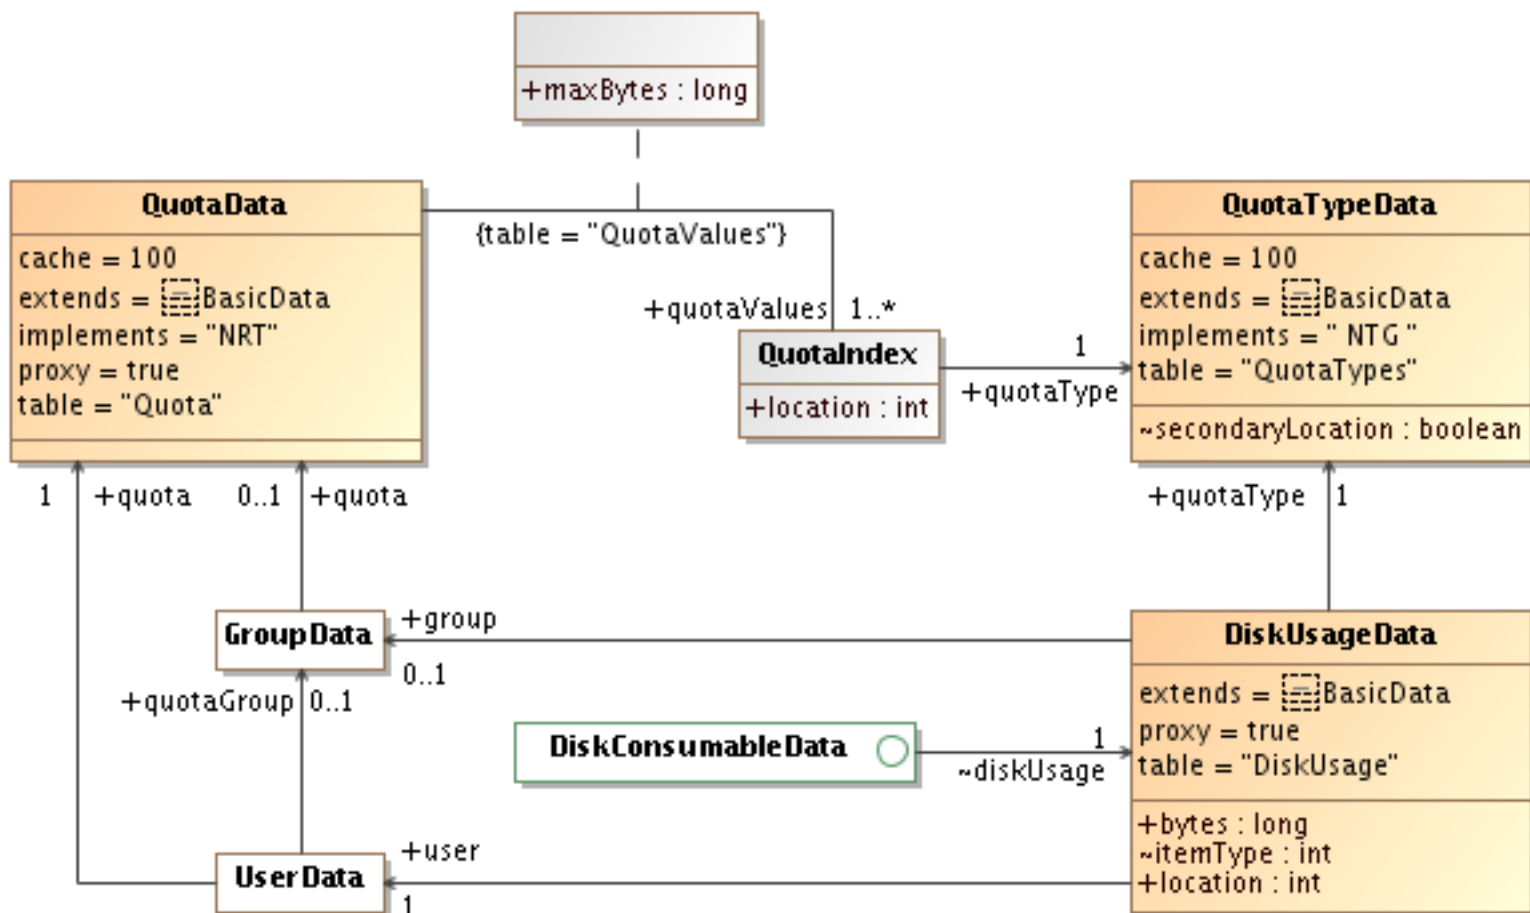 +maxBytes : long
QuotaData
cache = 100
extends = BasicData
implements = "NRT"
proxy = true
table = "Quota"
{table = "QuotaValues"}
+quotaValues 1..*
QuotaIndex
+location : int
1
+quotaType
QuotaTypeData
cache = 100
extends = BasicData
implements = " NTG "
table = "QuotaTypes"
~secondaryLocation : boolean
1 +quota
0..1 +quota
+quotaType 1
GroupData
+group
0..1
+quotaGroup 0..1
DiskConsumableData
1
~diskUsage
DiskUsageData
extends = BasicData
proxy = true
table = "DiskUsage"
+bytes : long
~itemType : int
+location : int
UserData
+user
1